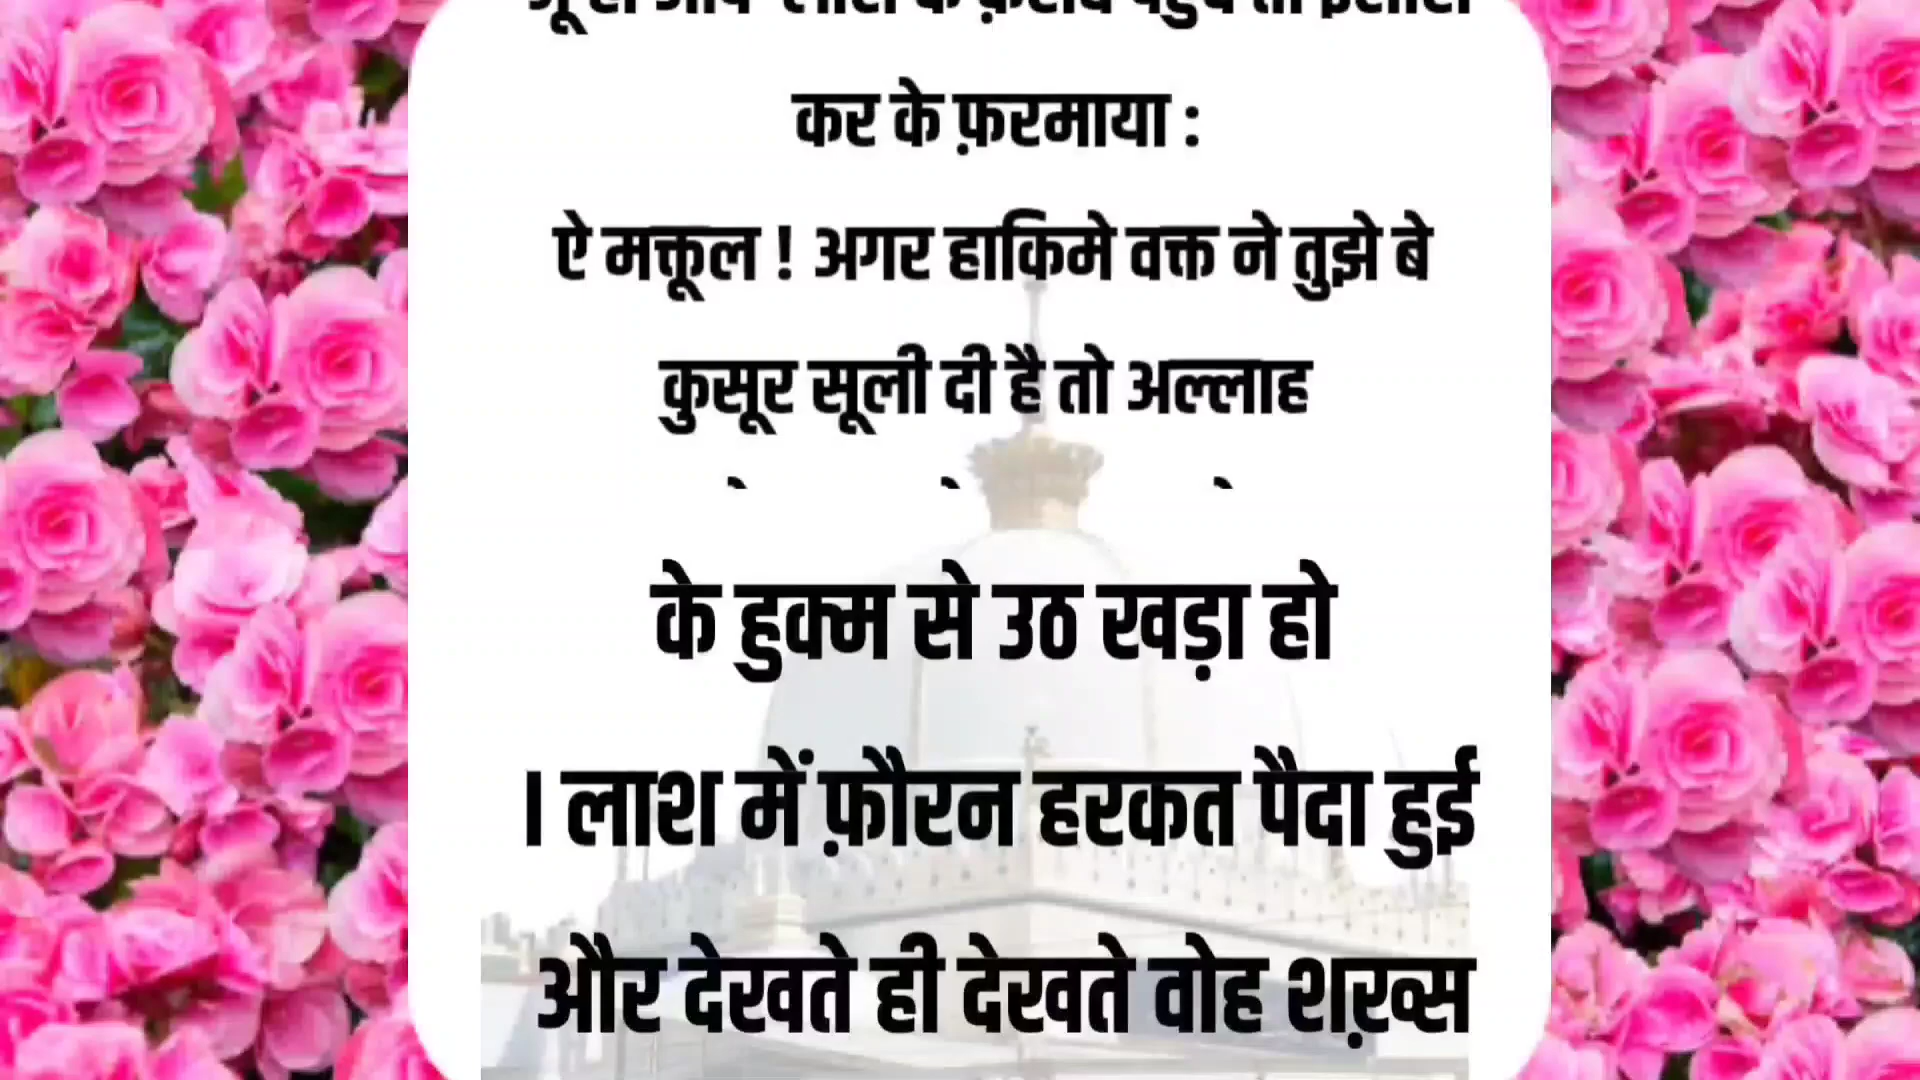 कर के फ़रमाया :
ऐ मक्तूल ! अगर हाकिमे वक्त ने तुझे बे
कुसूर सूली दी है तो अल्लाह
के हुक्म से उठ खड़ा हो
। लाश में फ़ौरन हरकत पैदा हुई
और देखते ही देखते वोह शख़्स